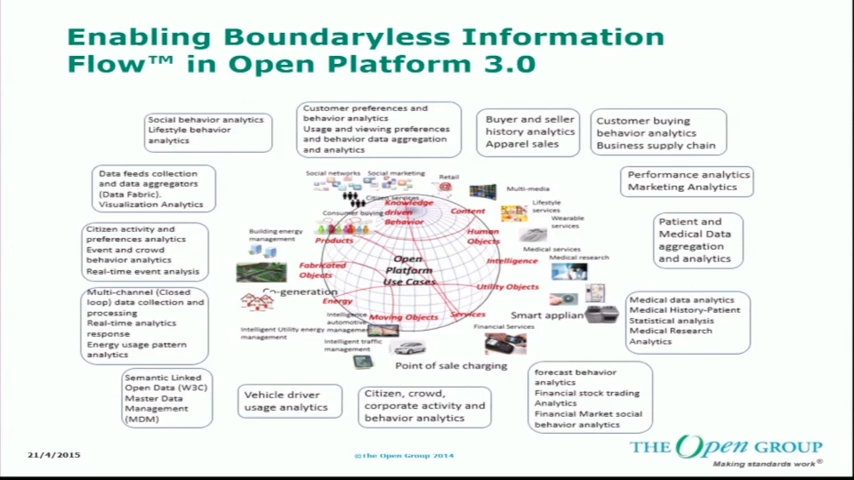 Enabling Boundaryless Information
Flow™ in Open Platform 3.0
Social behavior analytics
Lifestyle behavior
analytics
Customer preferences and
behavior analytics
Usage and viewing preferences
and behavior data aggregation
and analytics
Buyer and seller
history analytics
Apparel sales
Customer buying
behavior analytics
Business supply chain
Data feeds collection
and data aggregators
(Data Fabric).
Visualization Analytics
Performance analytics
Marketing Analytics
Citizen activity and
preferences analytics
Event and crowd
behavior analytics
Real-time event analysis
Patient and
Medical Data
aggregation
and analytics
Multi-channel (Closed
loop) data collection and
processing
Real-time analytics
response
Energy usage pattern
analytics
Medical data analytics
Medical History-Patient
Statistical analysis
Medical Research
Analytics
Semantic Linked
Open Data (W3C)
Master Data
Management
(MDM)
Vehicle driver
usage analytics
Citizen, crowd,
corporate activity and
behavior analytics
forecast behavior
analytics
Financial stock trading
Analytics
Financial Market social
behavior analytics
Social networks
Social marketing
Retail
Multi-media
Citizen services
Consumer buying
Lifestyle
services
Wearable
services
Building energy
management
Medical services
Medical research
Co-generation
Smart applian
Intelligence
automotive
management
Intelligent Utility energy
management
Intelligent traffic
management
Financial Services
Point of sale charging
Knowledge
driven
Behavior
Content
Human
Objects
Products
Intelligence
Open
Platform
Use Cases
Fabricated
Objects
Utility Objects
Energy
Moving Objects
Services
21/4/2015
©The Open Group 2014
THE Open GROUP
Making standards work®